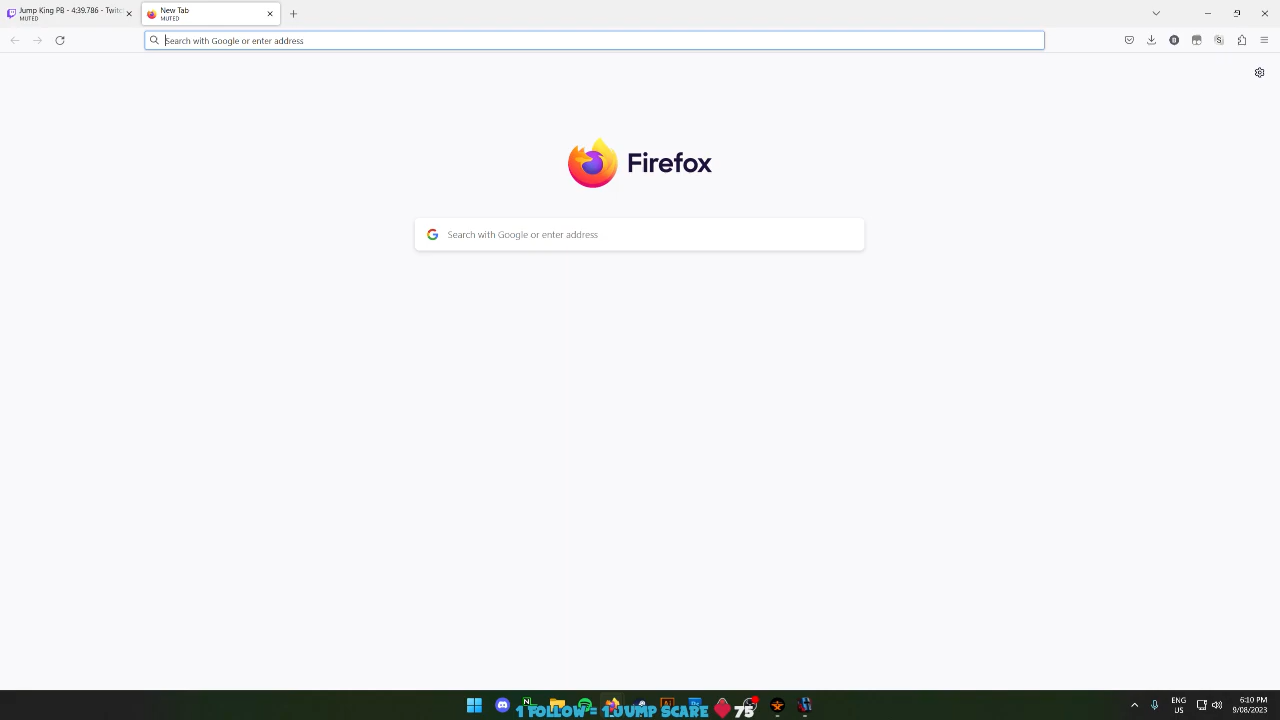 Jump King PB - 4:39.786 - Twitc
MUTED
New Tab
MUTED
Search with Google or enter address
Firefox
Search with Google or enter address
1 FOLLOW = 1 JUMP SCARE 75
ENG
US
6:10 PM
9/08/2023